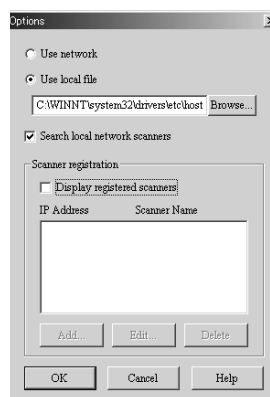 Options
Use network
Use local file
C:\WINNT\system32\drivers\etc\host Browse...
Search local network scanners
Scanner registration
Display registered scanners
IP Address Scanner Name
Add... Edit... Delete
OK Cancel Help